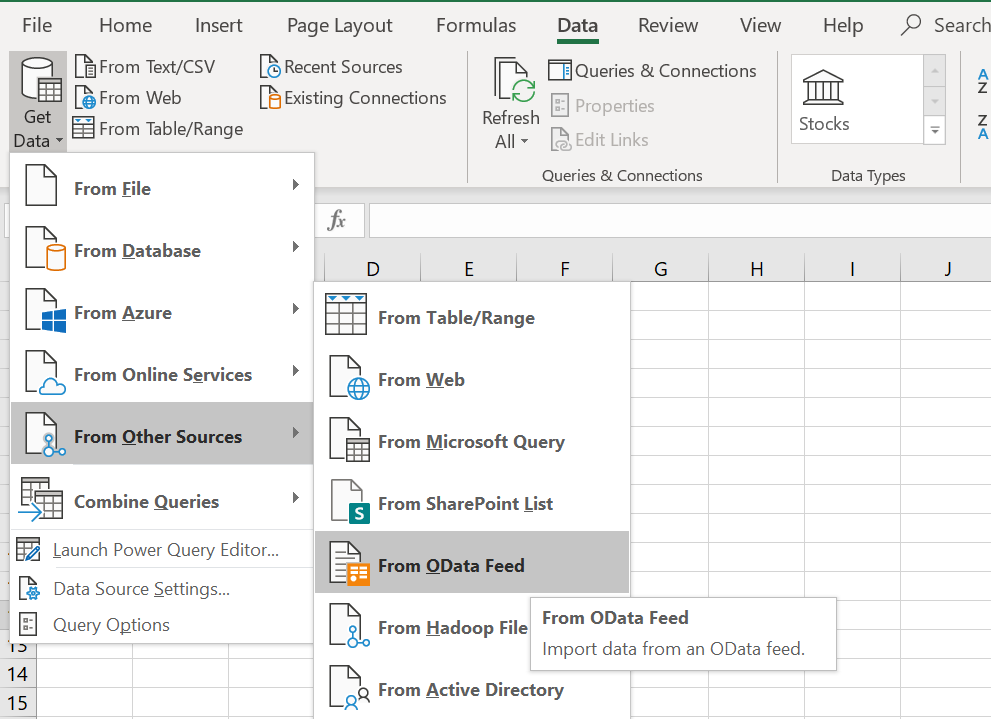 File Home Insert Page Layout Formulas Data Review View Help Search
Get
Data
From Text/CSV
From Web
From Table/Range
Recent Sources
Existing Connections
Refresh
All
Queries & Connections
Properties
Edit Links
Queries & Connections
Stocks
Data Types
A
Z
Z
A
From File
From Database
From Azure
From Online Services
From Other Sources
Combine Queries
Launch Power Query Editor...
Data Source Settings...
Query Options
fx
D E F G H I J
From Table/Range
From Web
From Microsoft Query
S
From SharePoint List
From OData Feed
From Hadoop File
From Active Directory
From OData Feed
Import data from an OData feed.
13
14
15